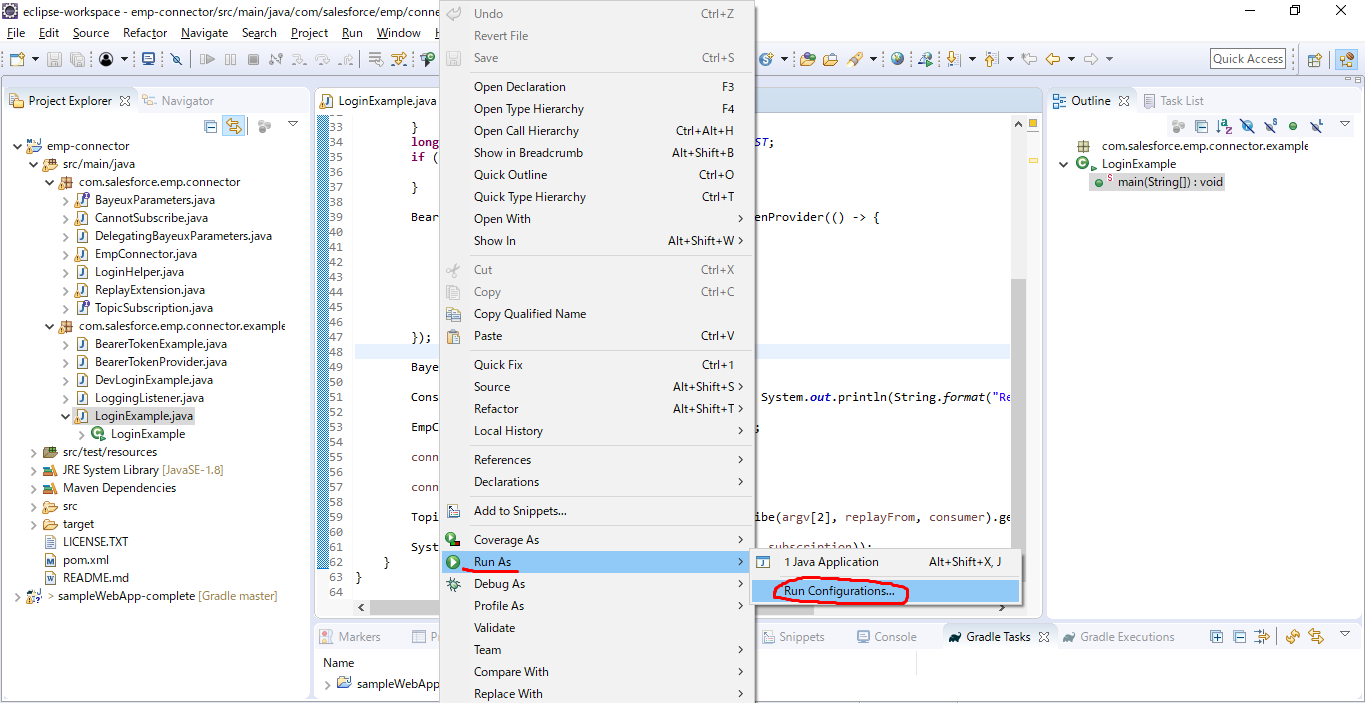 eclipse-workspace - emp-connector/src/main/java/com/salesforce/emp/conne
File Edit Source Refactor Navigate Search Project Run Window
Quick Access
Project Explorer
Navigator
emp-connector
src/main/java
com.salesforce.emp.connector
BayeuxParameters.java
CannotSubscribe.java
DelegatingBayeuxParameters.java
EmpConnector.java
LoginHelper.java
ReplayExtension.java
TopicSubscription.java
com.salesforce.emp.connector.example
BearerTokenExample.java
BearerTokenProvider.java
DevLoginExample.java
LoggingListener.java
LoginExample.java
LoginExample
src/test/resources
JRE System Library [JavaSE-1.8]
Maven Dependencies
src
target
LICENSE.TXT
pom.xml
README.md
> sampleWebApp-complete [Gradle master]
LoginExample.java
33 }
34 long ST;
35 if (
36
37 }
38
39 Bear enProvider(() -> {
40
41
42
43
44
45
46
47 });
48
49 Baye
50
51 Cons System.out.println(String.format("Re
52
53 EmpC ;
54
55 conn
56
57 conn
58
59 Topi ibe(argv[2], replayFrom, consumer).ge
60
61 Syst subscription));
62 }
63 }
64
Undo Ctrl+Z
Revert File
Save Ctrl+S
Open Declaration F3
Open Type Hierarchy F4
Open Call Hierarchy Ctrl+Alt+H
Show in Breadcrumb Alt+Shift+B
Quick Outline Ctrl+O
Quick Type Hierarchy Ctrl+T
Open With
Show In Alt+Shift+W
Cut Ctrl+X
Copy Ctrl+C
Copy Qualified Name
Paste Ctrl+V
Quick Fix Ctrl+1
Source Alt+Shift+S
Refactor Alt+Shift+T
Local History
References
Declarations
Add to Snippets...
Coverage As
Run As
Debug As
Profile As
Validate
Team
Compare With
Replace With
1 Java Application Alt+Shift+X, J
Run Configurations...
Outline
Task List
com.salesforce.emp.connector.example
LoginExample
main(String[]) : void
Markers
Snippets
Console
Gradle Tasks
Gradle Executions
Name
sampleWebApp